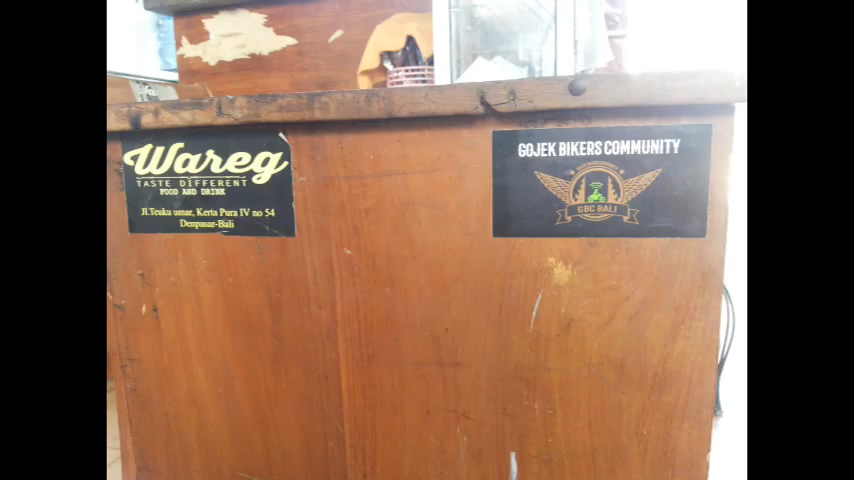 Wareg
TASTE DIFFERENT
FOOD AND DRINK
Jl.Teuku umar, Kerta Pura IV no 54
Denpasar-Bali
GOJEK BIKERS COMMUNITY
GBC BALI